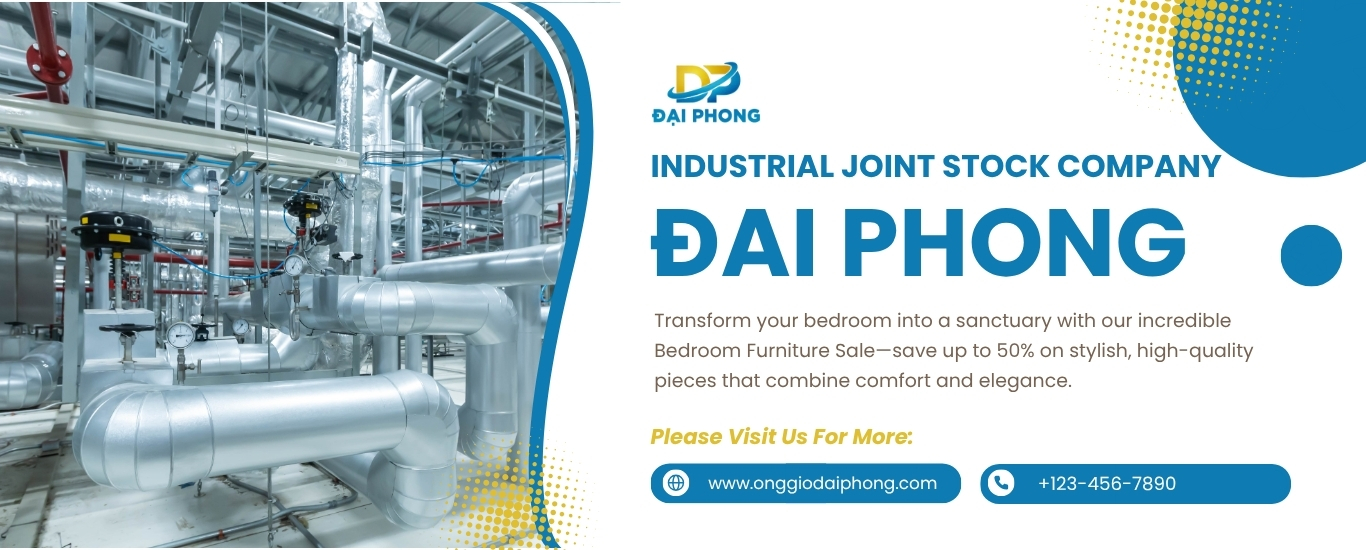 DP
ĐẠI PHONG
INDUSTRIAL JOINT STOCK COMPANY
ĐẠI PHONG
Transform your bedroom into a sanctuary with our incredible
Bedroom Furniture Sale—save up to 50% on stylish, high-quality
pieces that combine comfort and elegance.
Please Visit Us For More:
www.onggiodaiphong.com
+123-456-7890